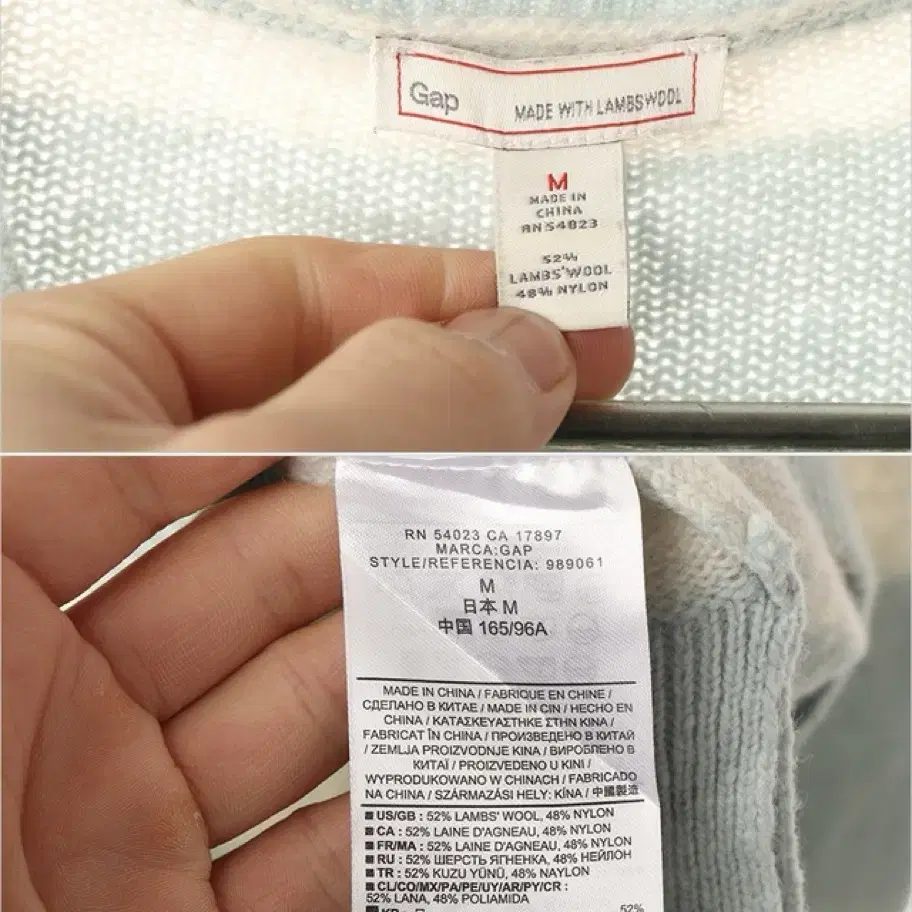 Gap
MADE WITH LAMBSWOOL
M
MADE IN
CHINA
RN54023
52%
LAMBS'WOOL
48% NYLON
RN 54023 CA 17897
MARCA:GAP
STYLE/REFERENCIA: 989061
M
日本 M
中国 165/96A
MADE IN CHINA / FABRIQUE EN CHINE /
СДЕЛАНО В КИТАЕ / MADE IN CIN / HECHO EN
CHINA / ΚΑΤΑΣΚΕΥΑΣΤΗΚΕ ΣΤΗΝ ΚΙΝΑ /
FABRICAT ÎN CHINA / ПРОИЗВЕДЕНО В КИТАЙ
/ ZEMLJA PROIZVODNJE KINA / ВИРОБЛЕНО В
КИТАЇ / PROIZVEDENO U KINI /
WYPRODUKOWANO W CHINACH / FABRICADO
NA CHINA / SZÁRMAZÁSI HELY: KÍNA / 中國製造
US/GB : 52% LAMBS' WOOL, 48% NYLON
CA : 52% LAINE D'AGNEAU, 48% NYLON
FR/MA : 52% LAINE D'AGNEAU, 48% NYLON
RU : 52% ШЕРСТЬ ЯГНЕНКА, 48% НЕЙЛОН
TR : 52% KUZU YÜNÜ, 48% NAYLON
CL/CO/MX/PA/PE/UY/AR/PY/CR :
52% LANA, 48% POLIAMIDA
52%